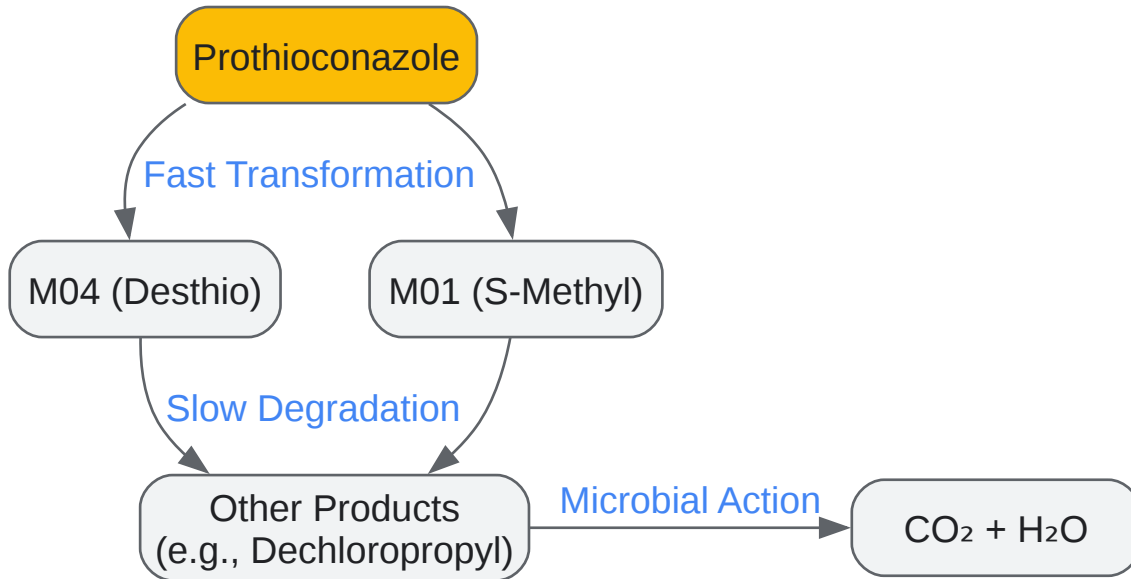 Prothioconazole
Fast Transformation
M04 (Desthio)
M01 (S-Methyl)
Slow Degradation
Other Products
(e.g., Dechloropropyl)
Microbial Action
CO₂ + H₂O